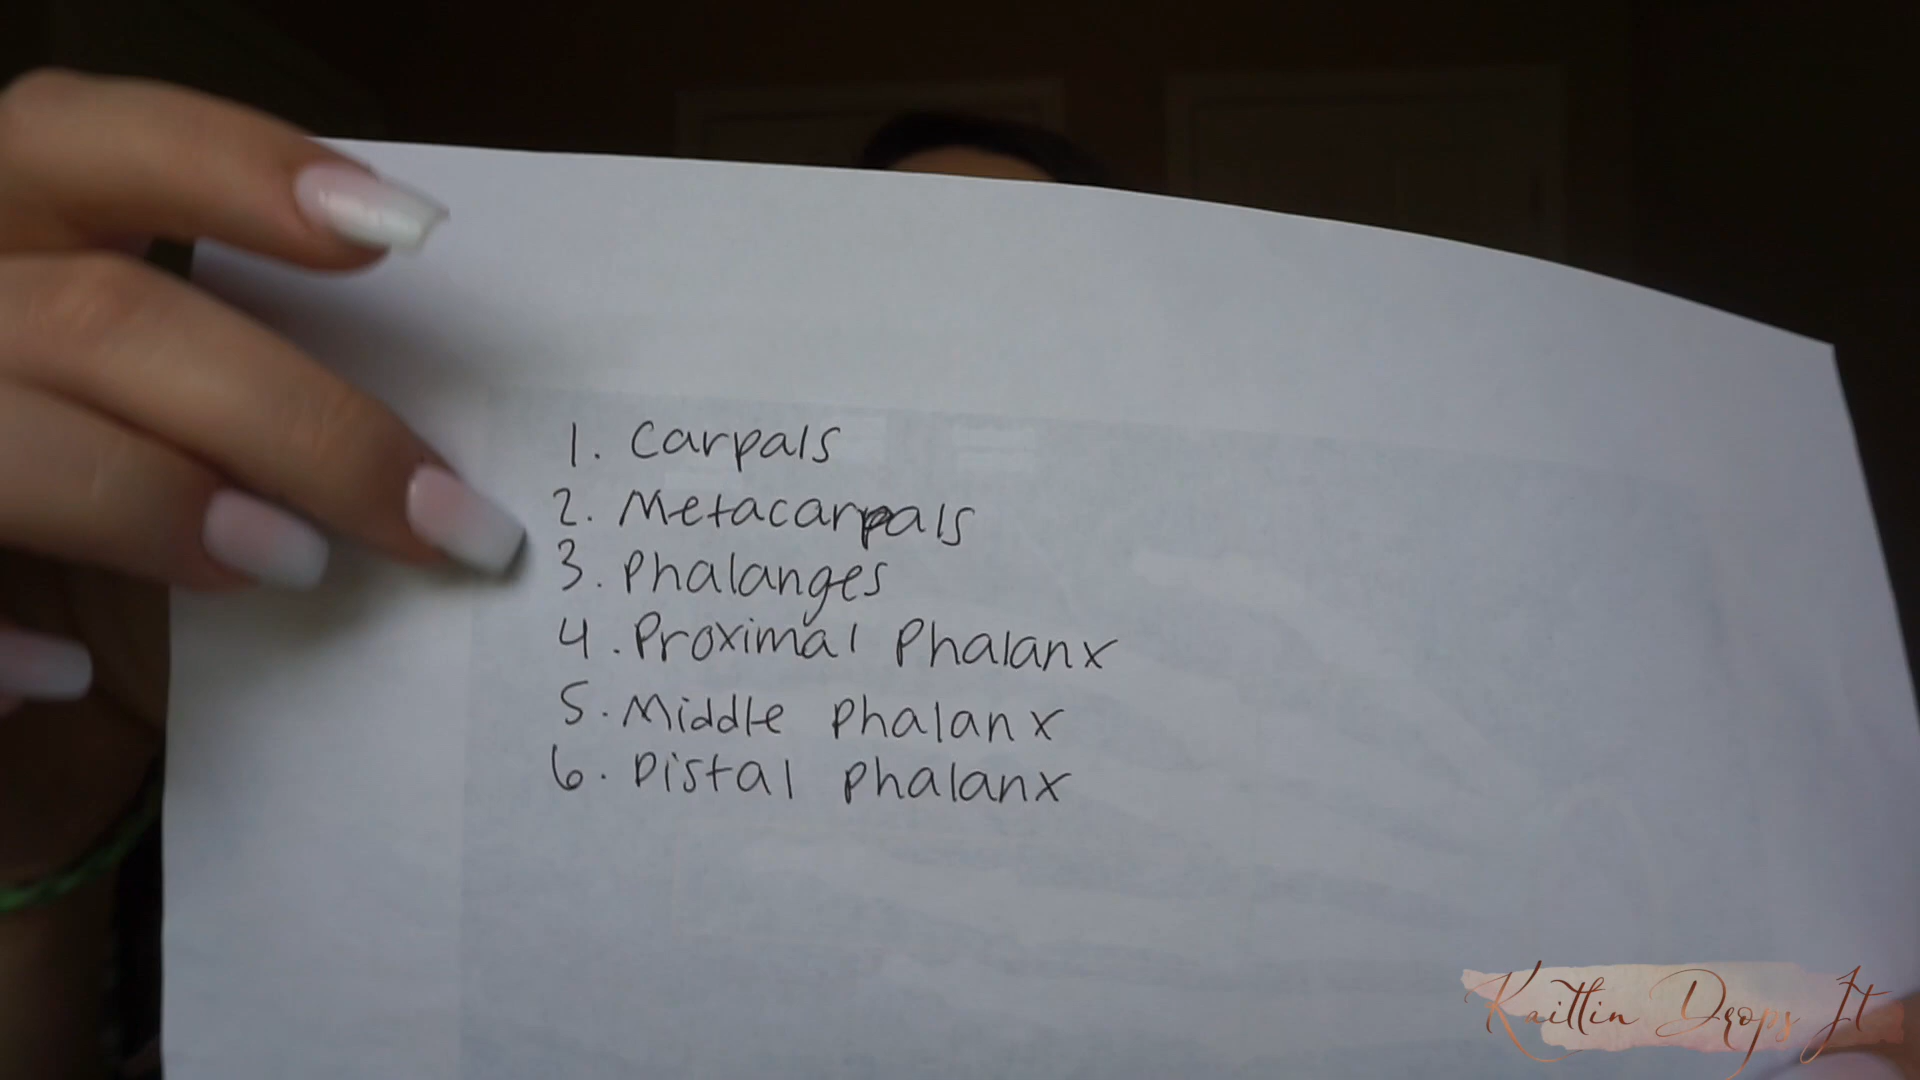 1. Carpals
2. Metacarpals
3. Phalanges
4. Proximal Phalanx
5. Middle Phalanx
6. Distal Phalanx
Kaitlin Drops It